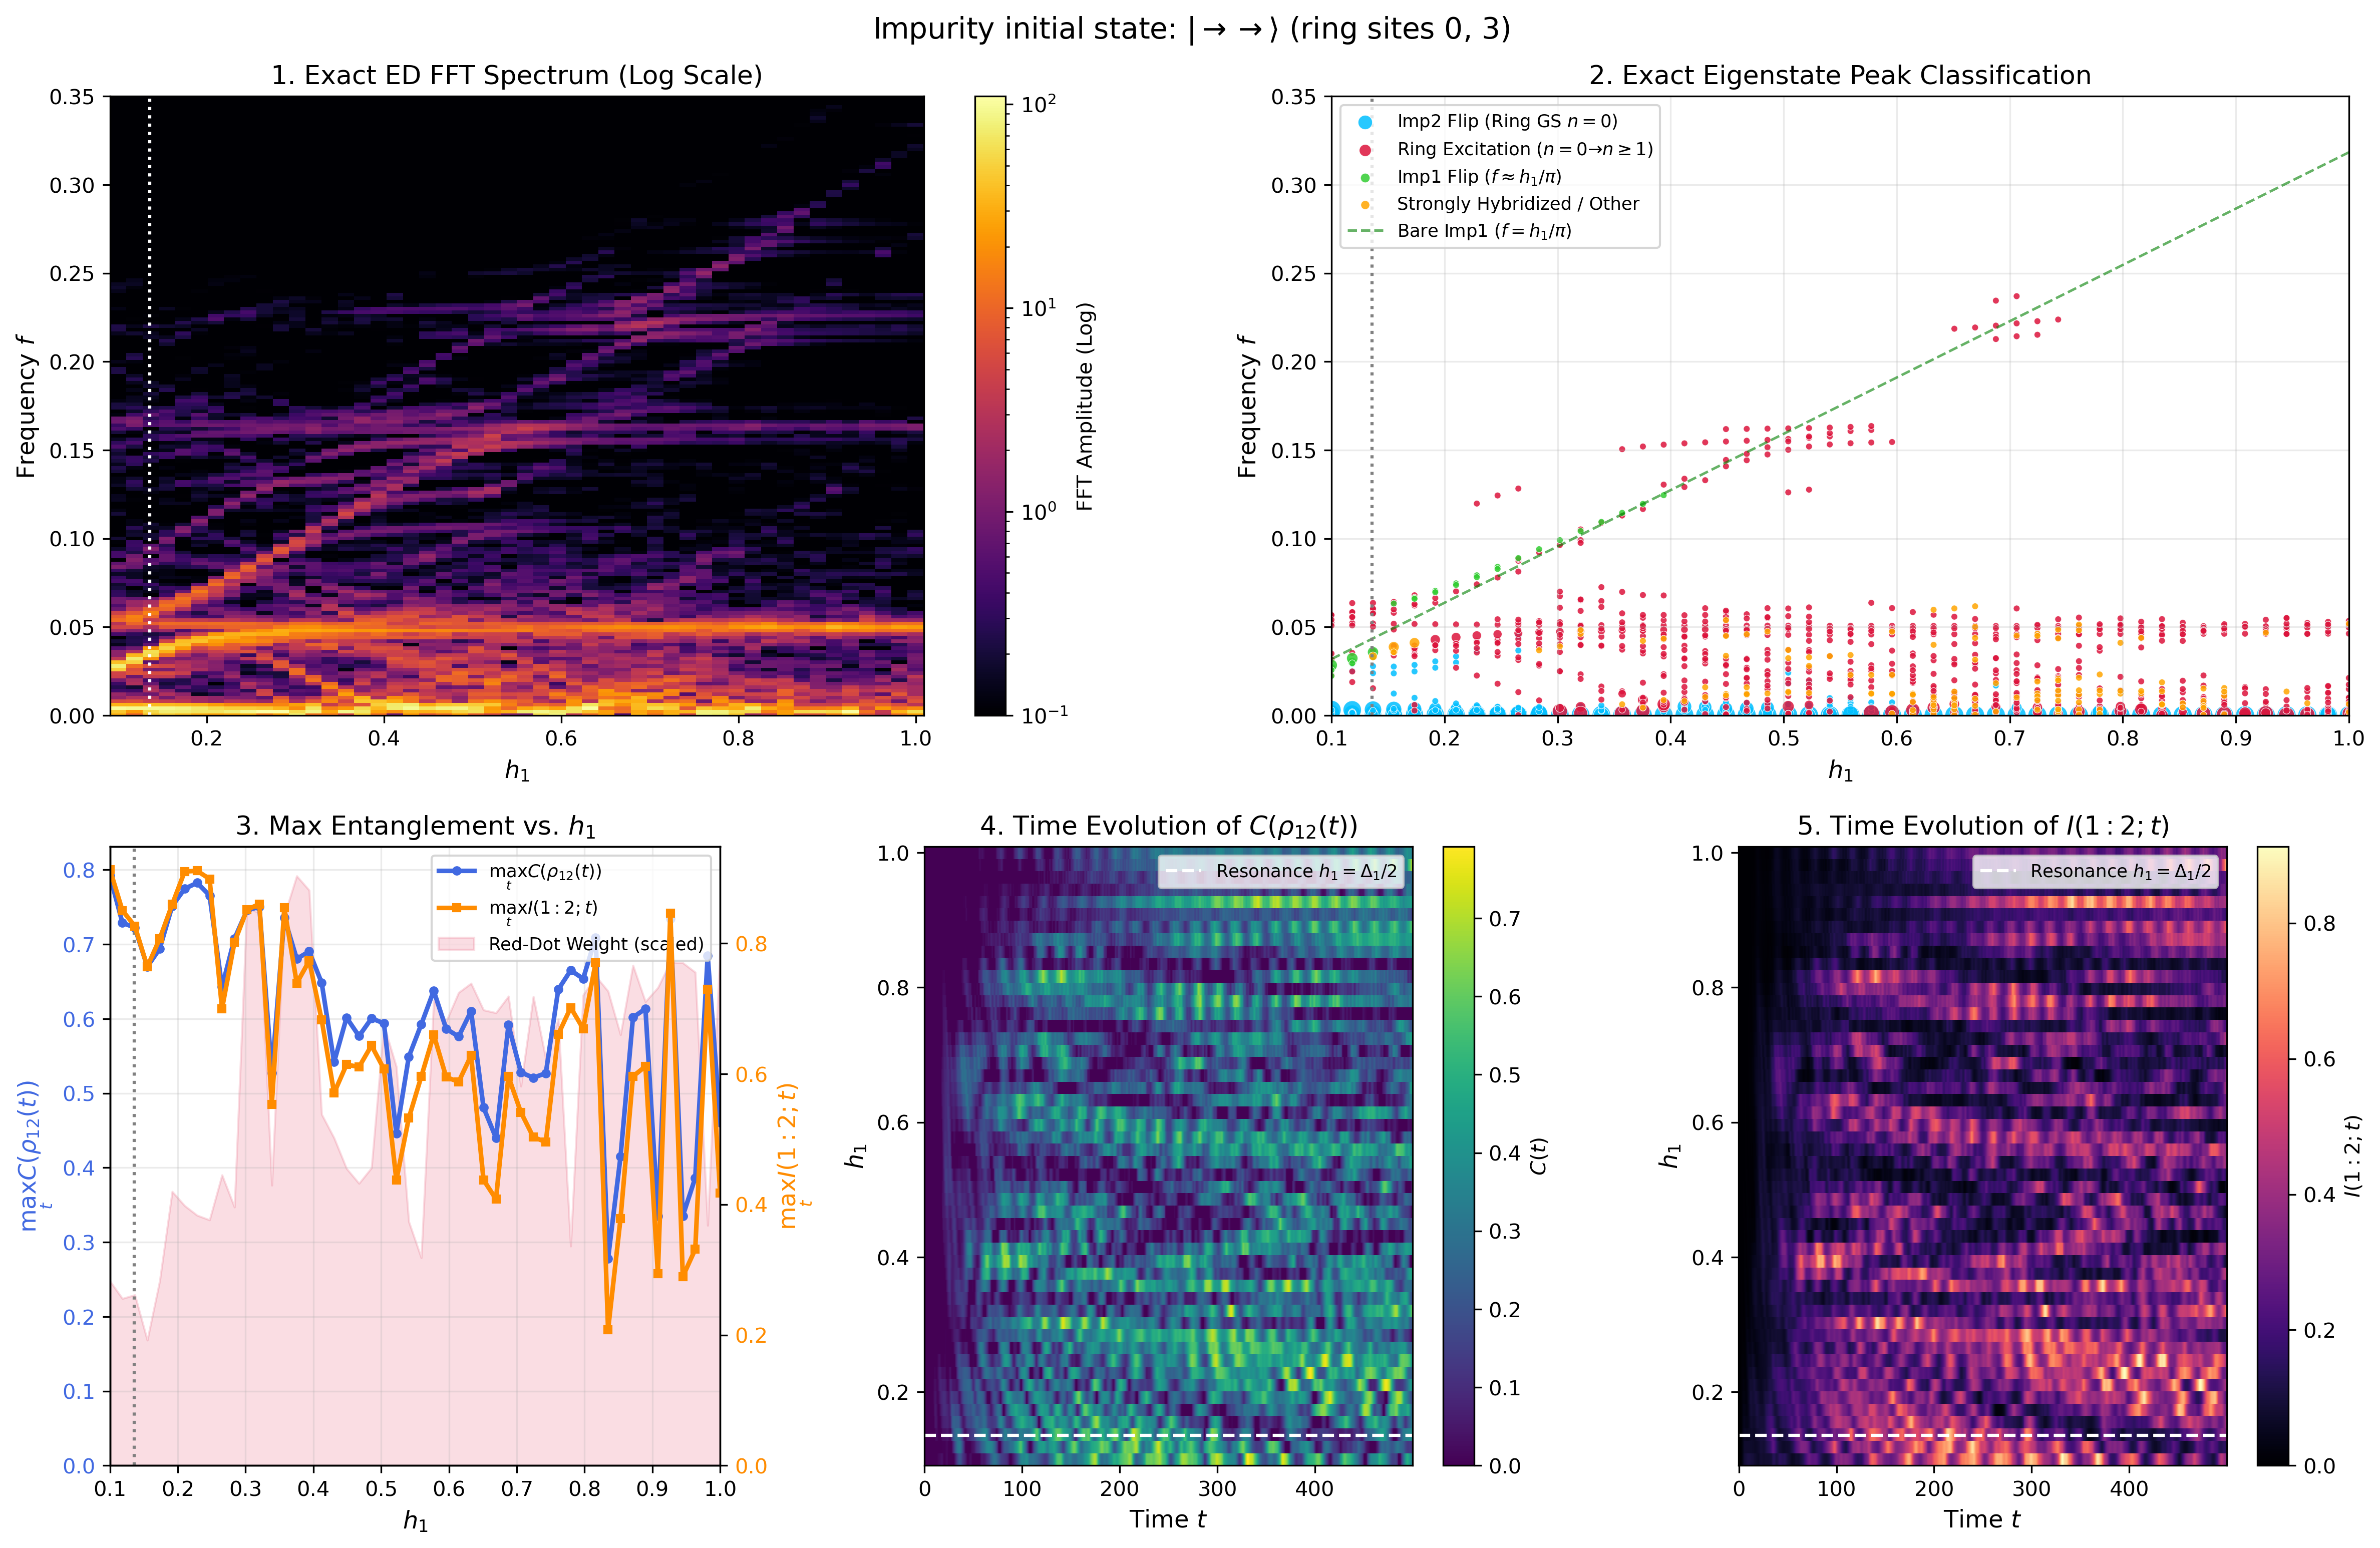 Impurity initial state: |→→⟩ (ring sites 0, 3)
1. Exact ED FFT Spectrum (Log Scale)
Frequency f
0.35
0.30
0.25
0.20
0.15
0.10
0.05
0.00
0.2 0.4 0.6 0.8 1.0
h₁
10²
10¹
10⁰
10⁻¹
FFT Amplitude (Log)
2. Exact Eigenstate Peak Classification
Imp2 Flip (Ring GS n = 0)
Ring Excitation (n = 0→n ≥ 1)
Imp1 Flip (f ≈ h₁/π)
Strongly Hybridized / Other
Bare Imp1 (f = h₁/π)
Frequency f
0.35
0.30
0.25
0.20
0.15
0.10
0.05
0.00
0.1 0.2 0.3 0.4 0.5 0.6 0.7 0.8 0.9 1.0
h₁
3. Max Entanglement vs. h₁
max C(ρ₁₂(t))
t
max I(1 : 2; t)
t
Red-Dot Weight (scaled)
max C(ρ₁₂(t))
t
0.8
0.7
0.6
0.5
0.4
0.3
0.2
0.1
0.0
0.1 0.2 0.3 0.4 0.5 0.6 0.7 0.8 0.9 1.0
h₁
0.8
0.6
0.4
0.2
0.0
max I(1 : 2; t)
t
4. Time Evolution of C(ρ₁₂(t))
Resonance h₁ = Δ₁/2
h₁
1.0
0.8
0.6
0.4
0.2
0 100 200 300 400
Time t
0.7
0.6
0.5
0.4
0.3
0.2
0.1
0.0
C(t)
5. Time Evolution of I(1 : 2; t)
Resonance h₁ = Δ₁/2
h₁
1.0
0.8
0.6
0.4
0.2
0 100 200 300 400
Time t
0.8
0.6
0.4
0.2
0.0
I(1 : 2; t)